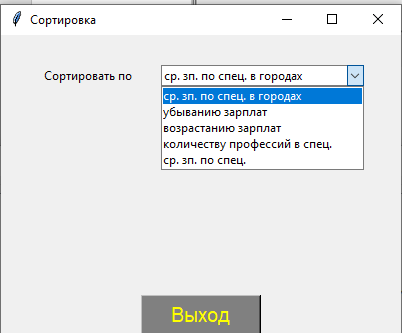 Сортировка
Сортировать по
ср. зп. по спец. в городах
ср. зп. по спец. в городах
убыванию зарплат
возрастанию зарплат
количеству профессий в спец.
ср. зп. по спец.
Выход